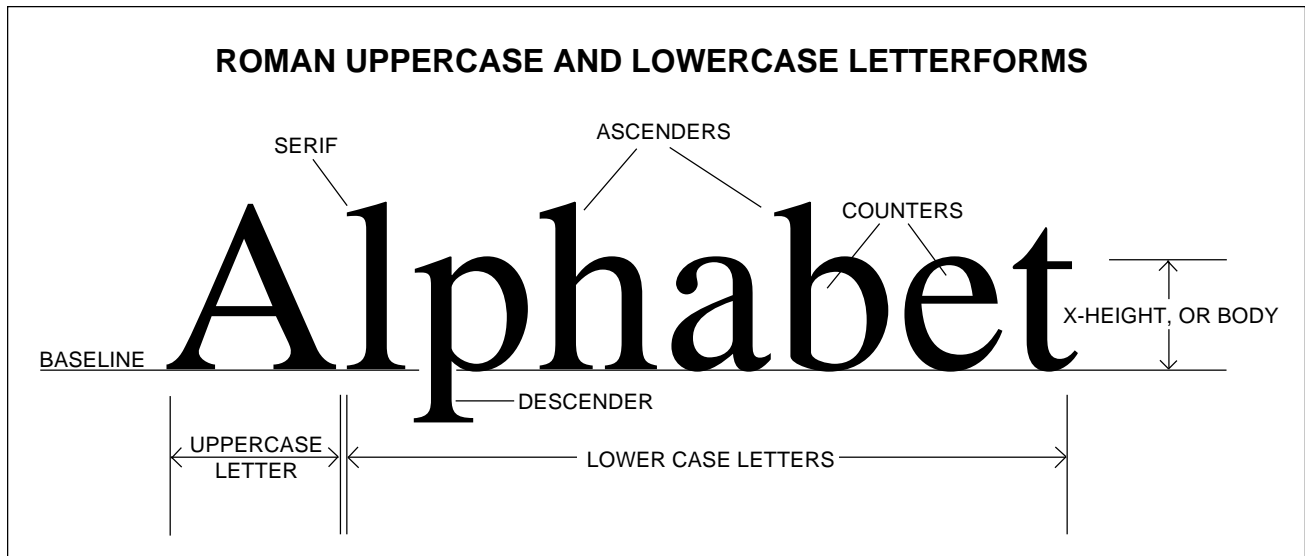 ROMAN UPPERCASE AND LOWERCASE LETTERFORMS
SERIF
ASCENDERS
COUNTERS
Alphabet
X-HEIGHT, OR BODY
BASELINE
DESCENDER
UPPERCASE
LETTER
LOWER CASE LETTERS